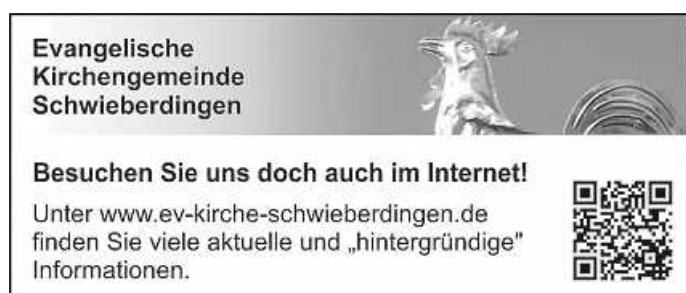 Evangelische
Kirchengemeinde
Schwieberdingen
Besuchen Sie uns doch auch im Internet!
Unter www.ev-kirche-schwieberdingen.de
finden Sie viele aktuelle und „hintergründige"
Informationen.